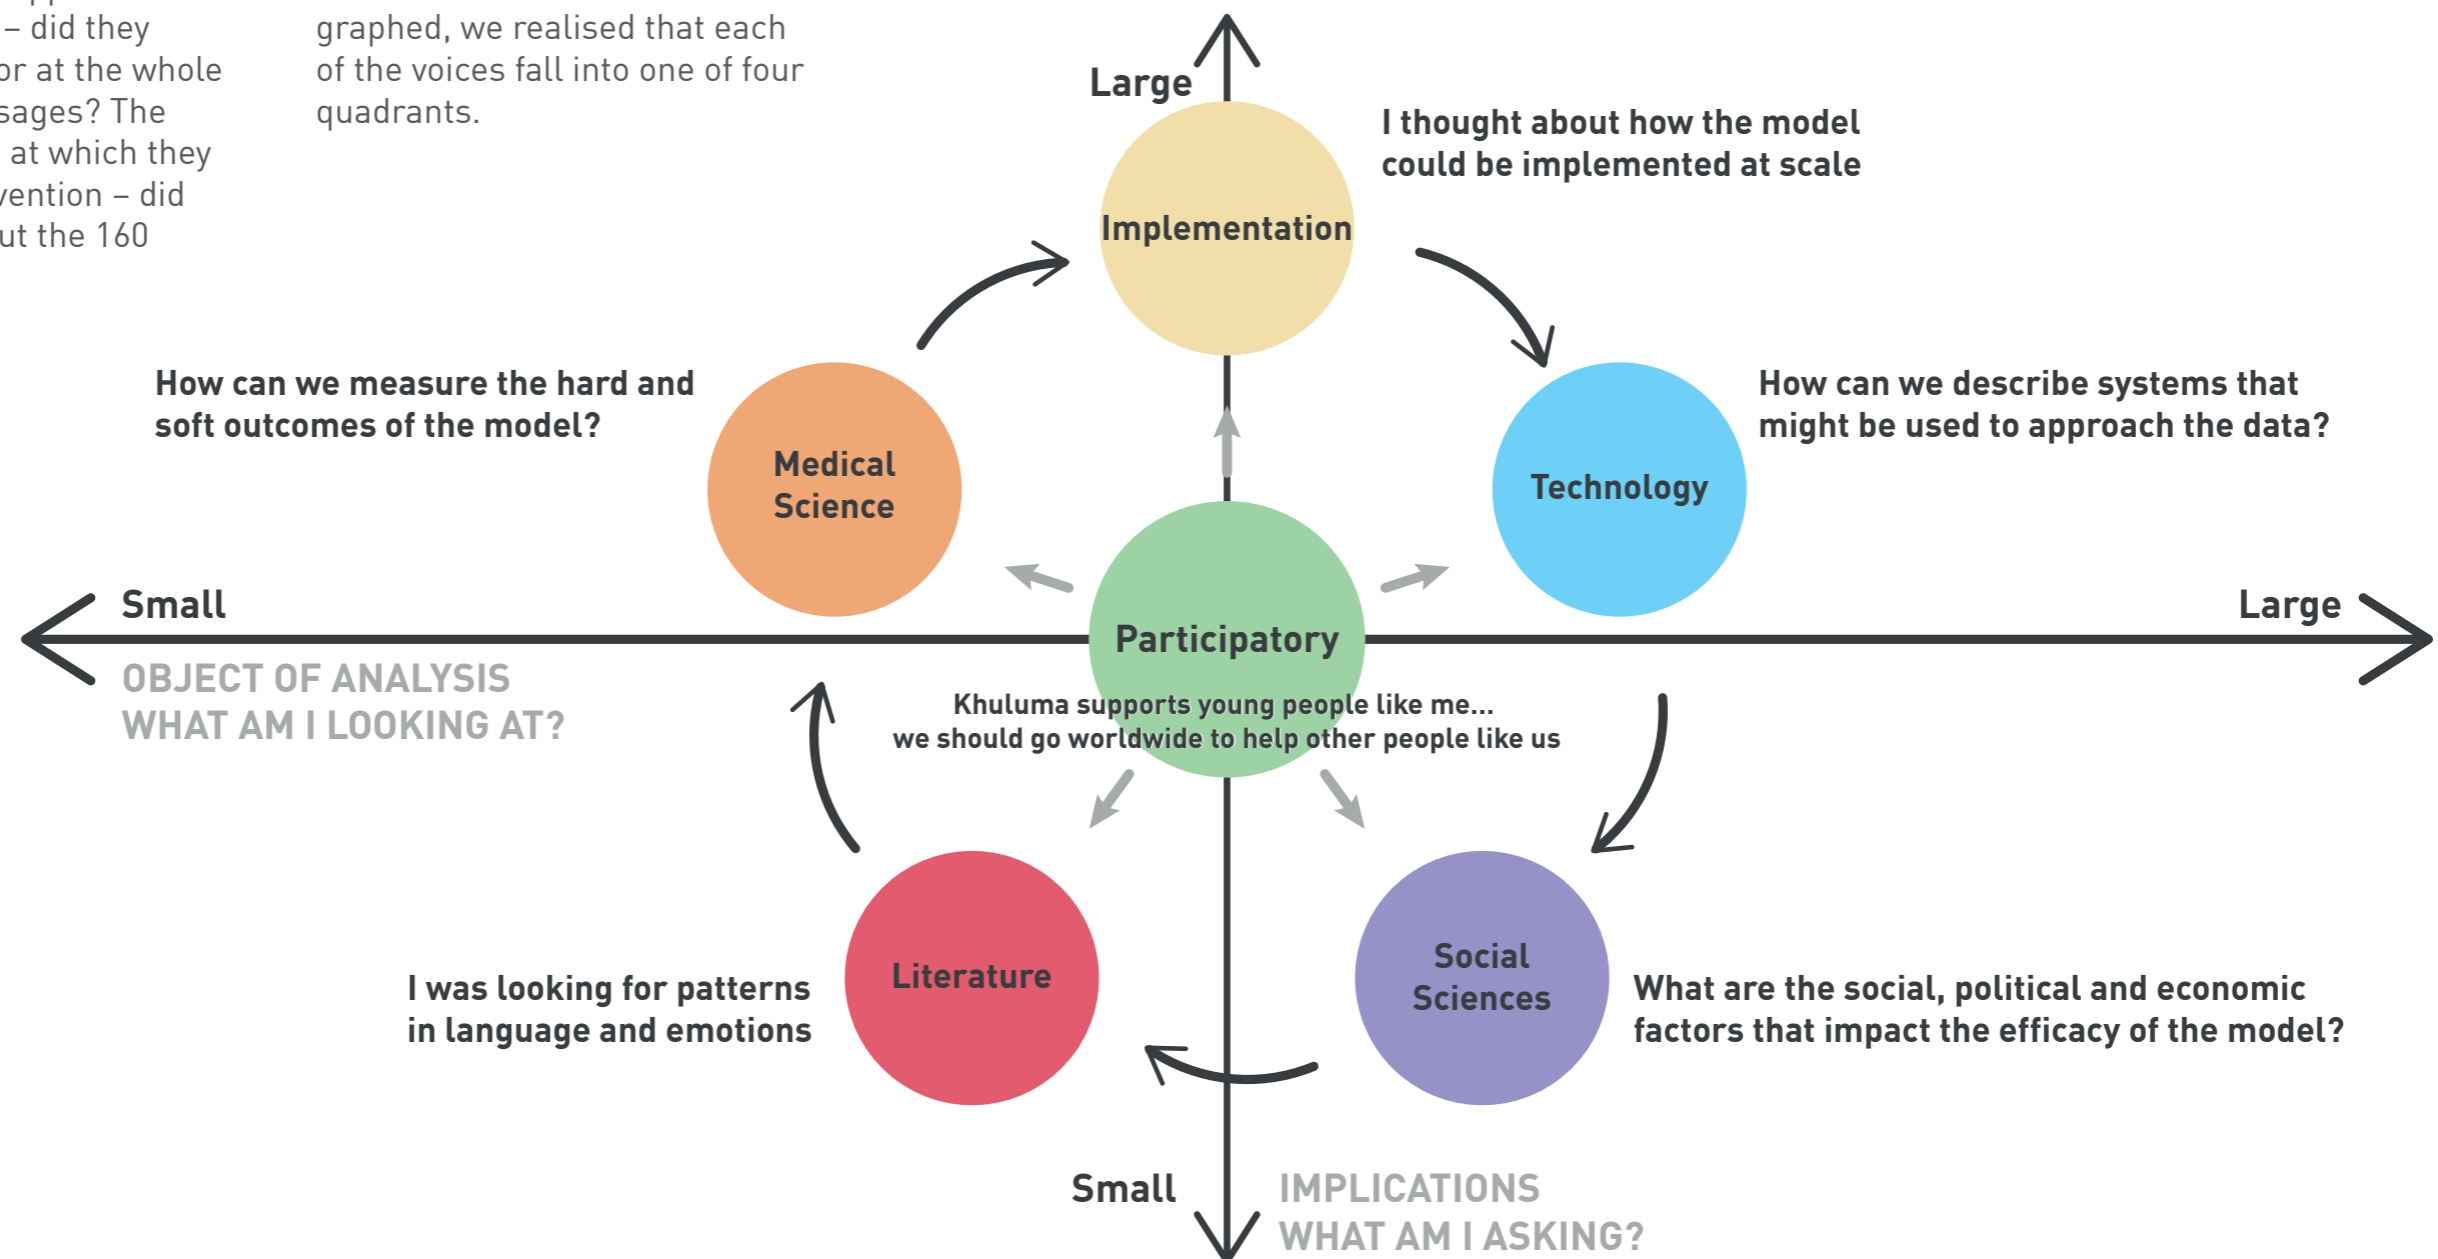 – did they
or at the whole
sages? The
at which they
vention – did
ut the 160
graphed, we realised that each
of the voices fall into one of four
quadrants.
Large
I thought about how the model
could be implemented at scale
Implementation
How can we measure the hard and
soft outcomes of the model?
Medical
Science
Technology
How can we describe systems that
might be used to approach the data?
Small
Large
OBJECT OF ANALYSIS
WHAT AM I LOOKING AT?
Participatory
Khuluma supports young people like me...
we should go worldwide to help other people like us
Literature
I was looking for patterns
in language and emotions
Social
Sciences
What are the social, political and economic
factors that impact the efficacy of the model?
Small
IMPLICATIONS
WHAT AM I ASKING?